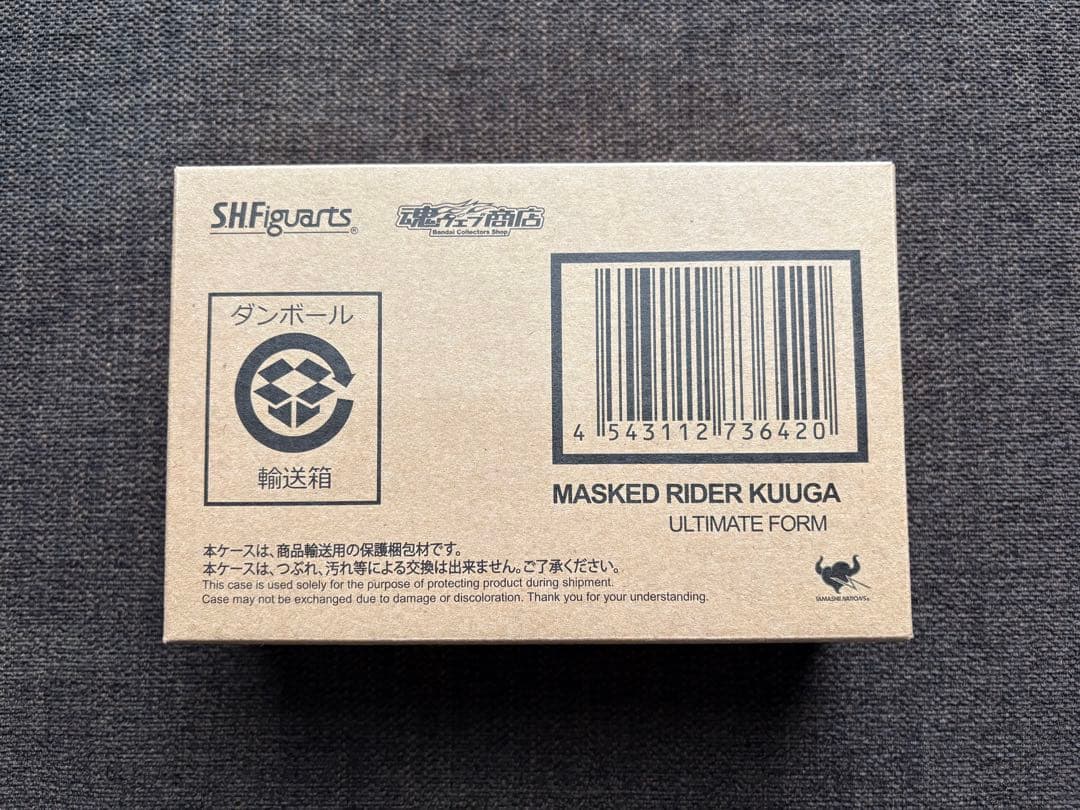 S.H.Figuarts®
魂ウェブ商店
Bandai Collectors Shop
ダンボール
輸送箱
4 543112 736420
MASKED RIDER KUUGA
ULTIMATE FORM
本ケースは、商品輸送用の保護梱包材です。
本ケースは、つぶれ、汚れ等による交換は出来ません。ご了承ください。
This case is used solely for the purpose of protecting product during shipment.
Case may not be exchanged due to damage or discoloration. Thank you for your understanding.
TAMASHII NATIONS®